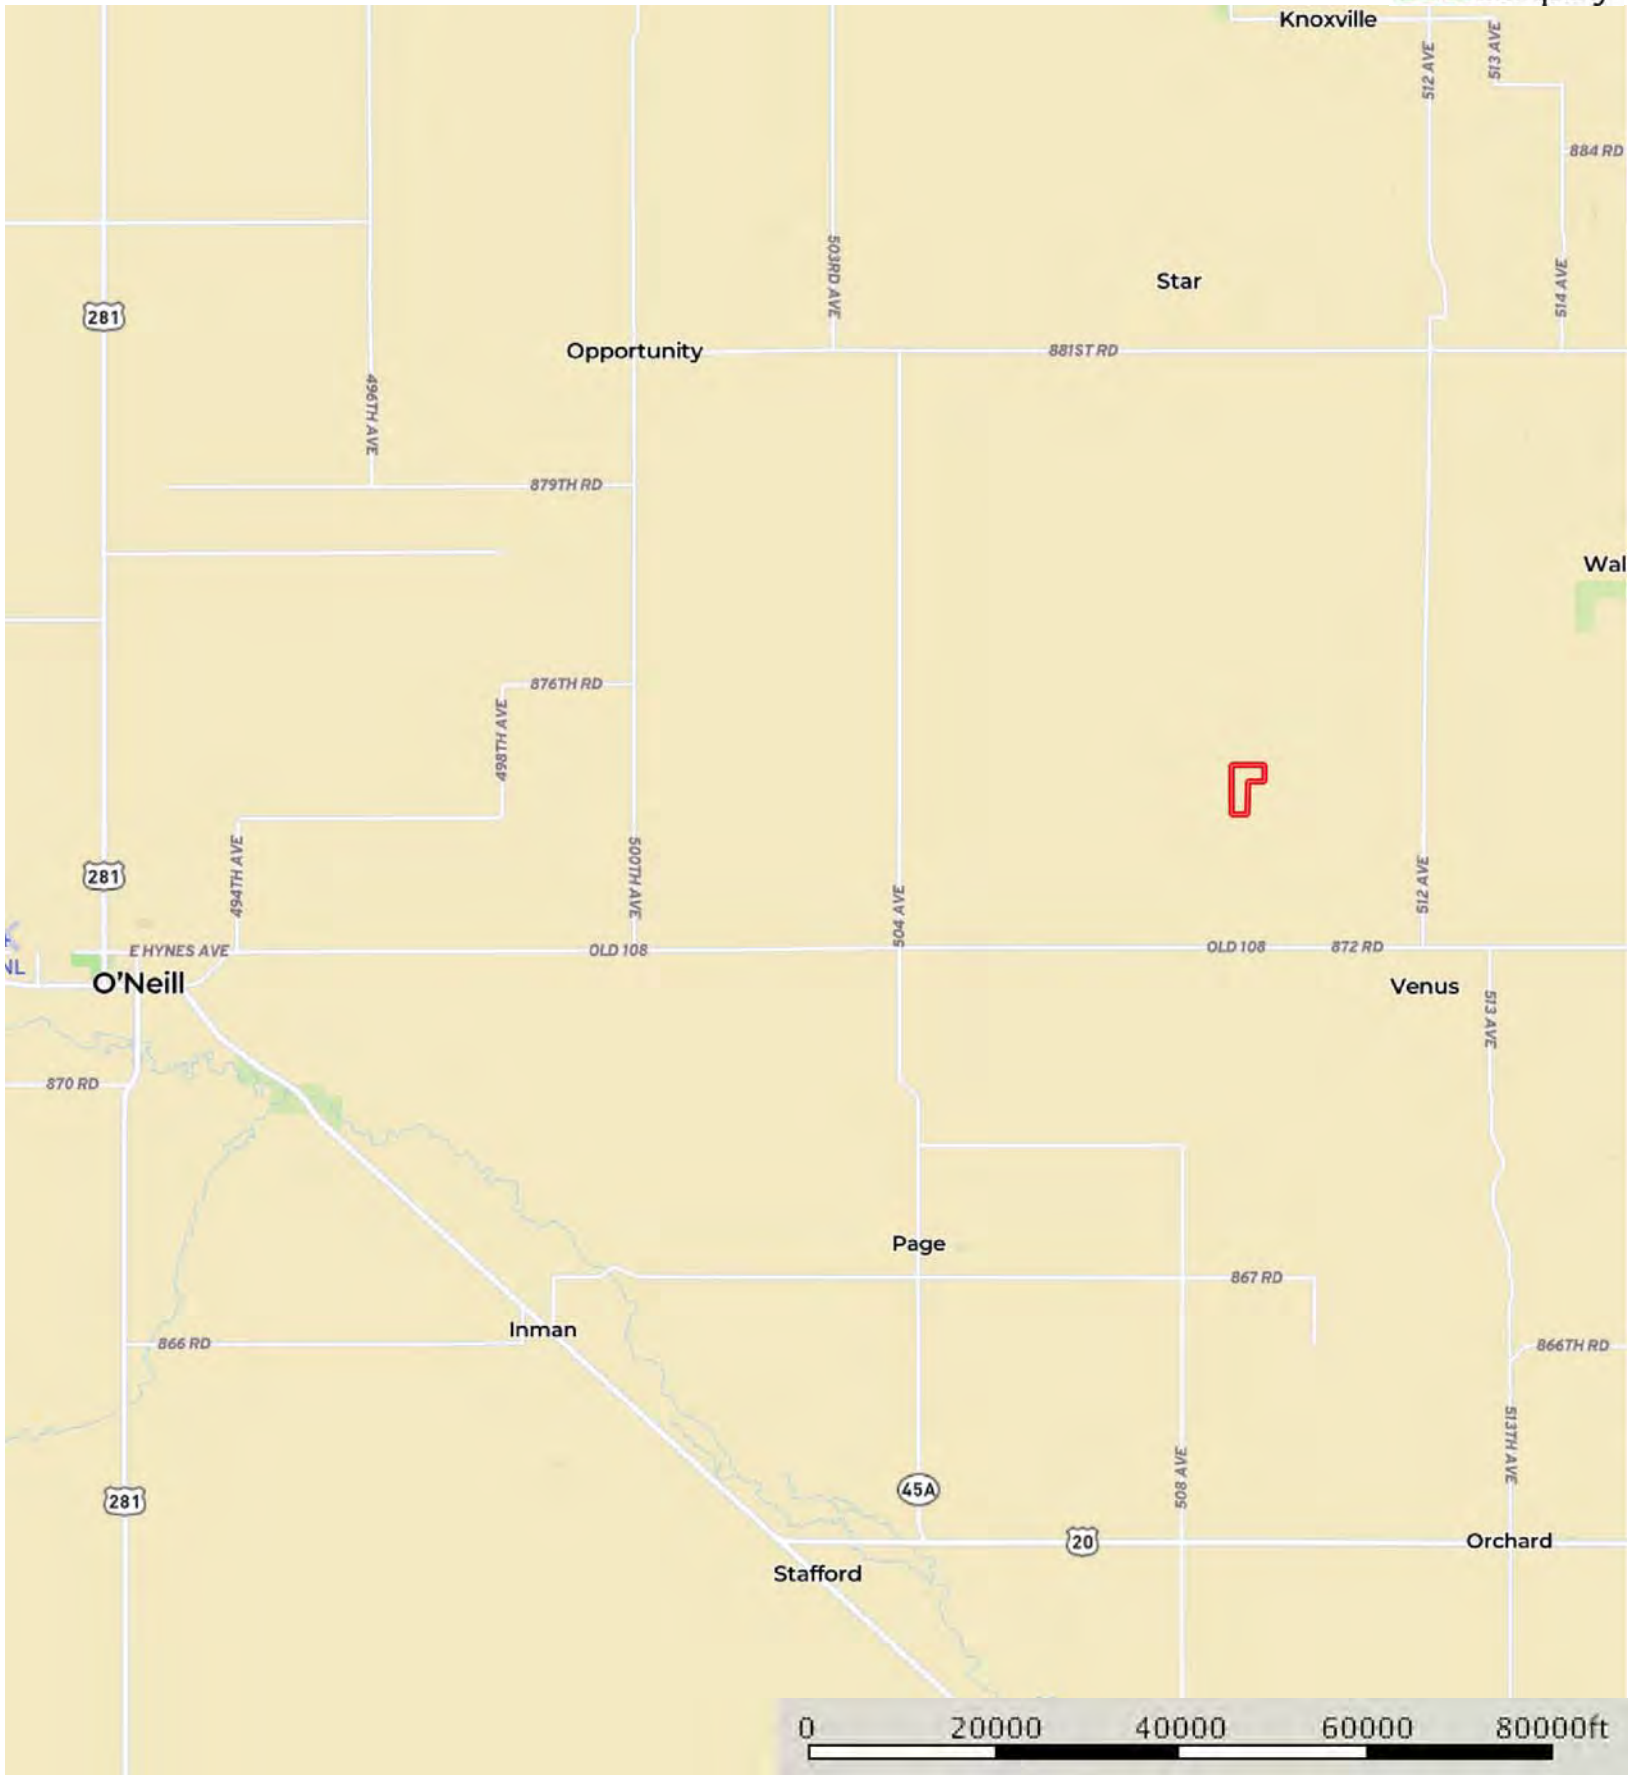 Knoxville
512 AVE
513 AVE
884 RD
503RD AVE
Star
514 AVE
281
Opportunity
881ST RD
496TH AVE
879TH RD
Wal
876TH RD
498TH AVE
281
494TH AVE
500TH AVE
504 AVE
512 AVE
E HYNES AVE
OLD 108
OLD 108
872 RD
NL
O'Neill
Venus
513 AVE
870 RD
Page
867 RD
Inman
866 RD
866TH RD
513TH AVE
508 AVE
45A
281
20
Orchard
Stafford
0 20000 40000 60000 80000ft